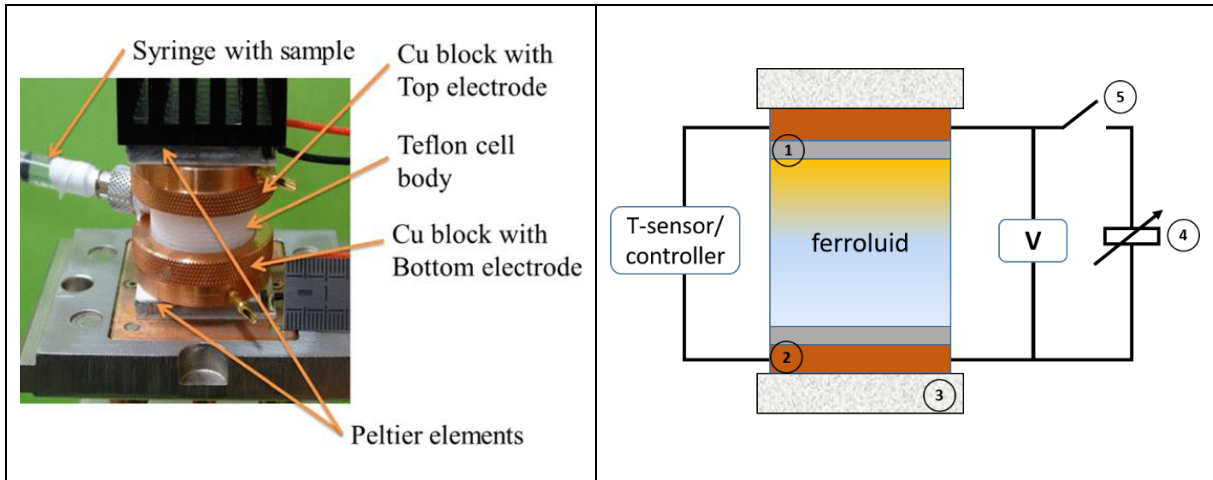 Syringe with sample
Cu block with
Top electrode
Teflon cell
body
Cu block with
Bottom electrode
Peltier elements
1
5
T-sensor/
controller
ferroluid
V
4
2
3